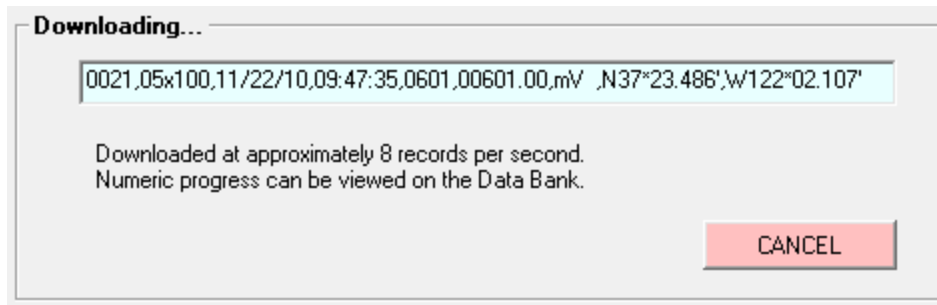 Downloading...
0021,05x100,11/22/10,09:47:35,0601,00601.00,mV  ,N37*23.486',W122*02.107'
Downloaded at approximately 8 records per second.
Numeric progress can be viewed on the Data Bank.
CANCEL